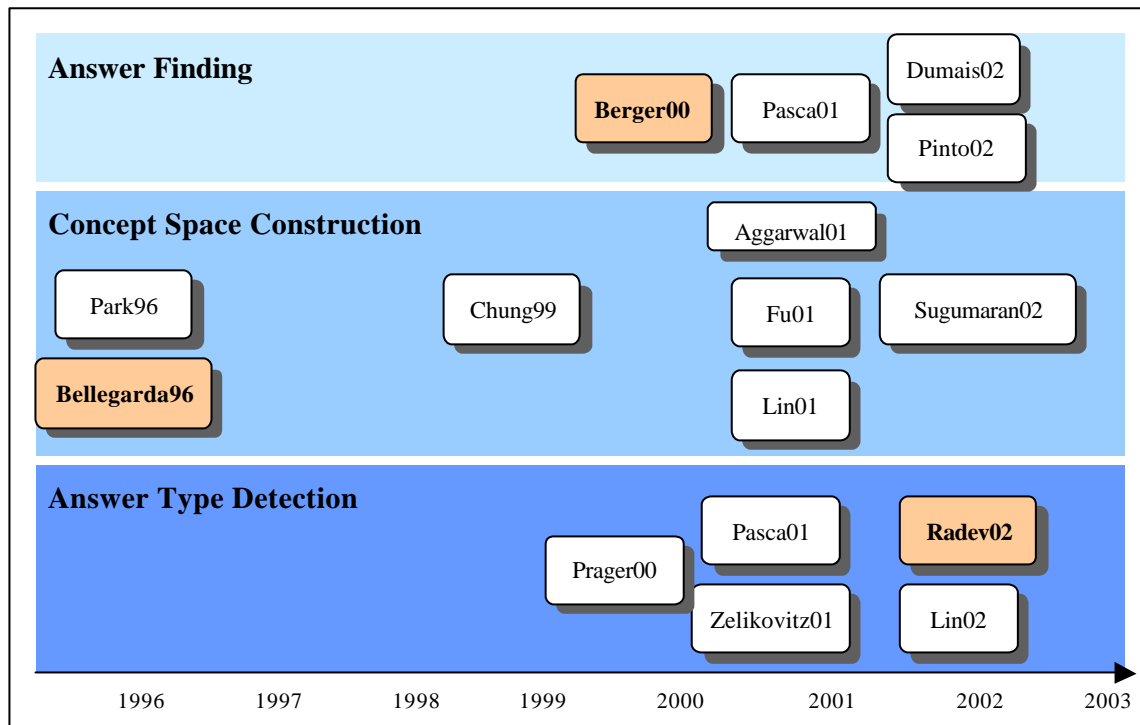 Answer Finding
Dumais02
Berger00
Pasca01
Pinto02
Concept Space Construction
Aggarwal01
Park96
Chung99
Fu01
Sugumaran02
Bellegarda96
Lin01
Answer Type Detection
Pasca01
Radev02
Prager00
Zelikovitz01
Lin02
1996 1997 1998 1999 2000 2001 2002 2003